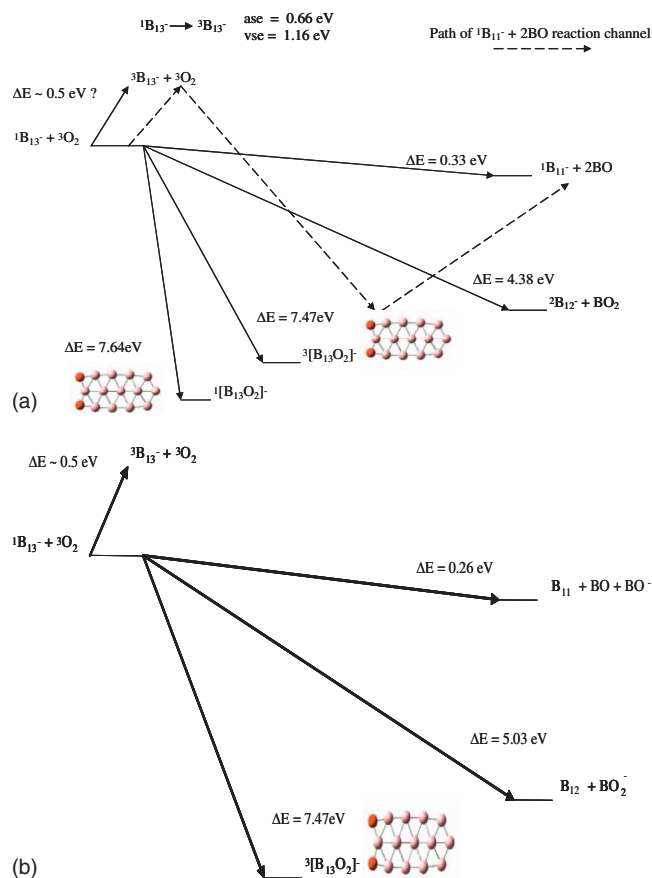 ¹B₁₃⁻ → ³B₁₃⁻ ase = 0.66 eV
vse = 1.16 eV
Path of ¹B₁₁⁻ + 2BO reaction channel
³B₁₃⁻ + ³O₂
ΔE ~ 0.5 eV ?
¹B₁₃⁻ + ³O₂
ΔE = 0.33 eV
¹B₁₁⁻ + 2BO
ΔE = 4.38 eV
²B₁₂⁻ + BO₂
ΔE = 7.47eV
³[B₁₃O₂]⁻
ΔE = 7.64eV
¹[B₁₃O₂]⁻
(a)
³B₁₃⁻ + ³O₂
ΔE ~ 0.5 eV
¹B₁₃⁻ + ³O₂
ΔE = 0.26 eV
B₁₁ + BO + BO⁻
ΔE = 5.03 eV
B₁₂ + BO₂⁻
ΔE = 7.47eV
³[B₁₃O₂]⁻
(b)